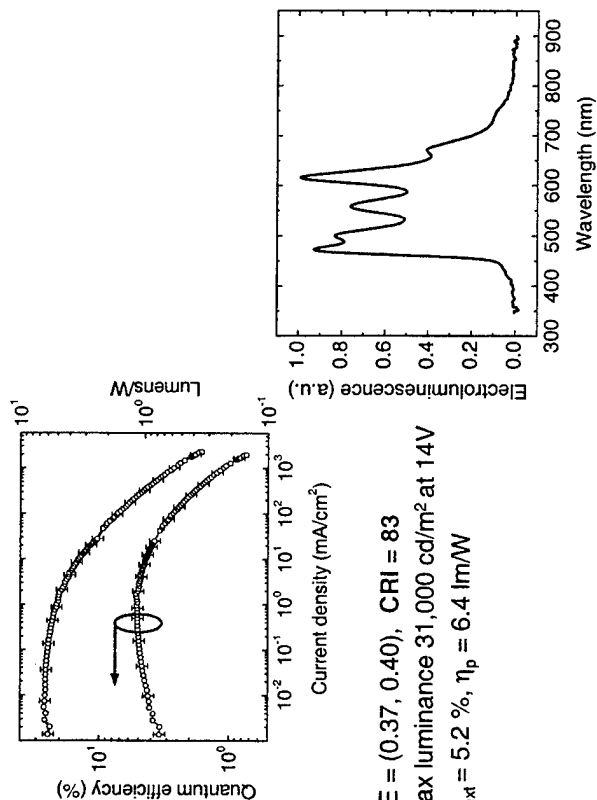 Quantum efficiency (%)
10¹
10⁰
10⁻² 10⁻¹ 10⁰ 10¹ 10² 10³
Current density (mA/cm²)
10¹
10⁰
10⁻¹
Lumens/W
E = (0.37, 0.40), CRI = 83
ax luminance 31,000 cd/m² at 14V
xt = 5.2 %, ηp = 6.4 lm/W
Electroluminescence (a.u.)
1.0
0.8
0.6
0.4
0.2
0.0
300 400 500 600 700 800 900
Wavelength (nm)